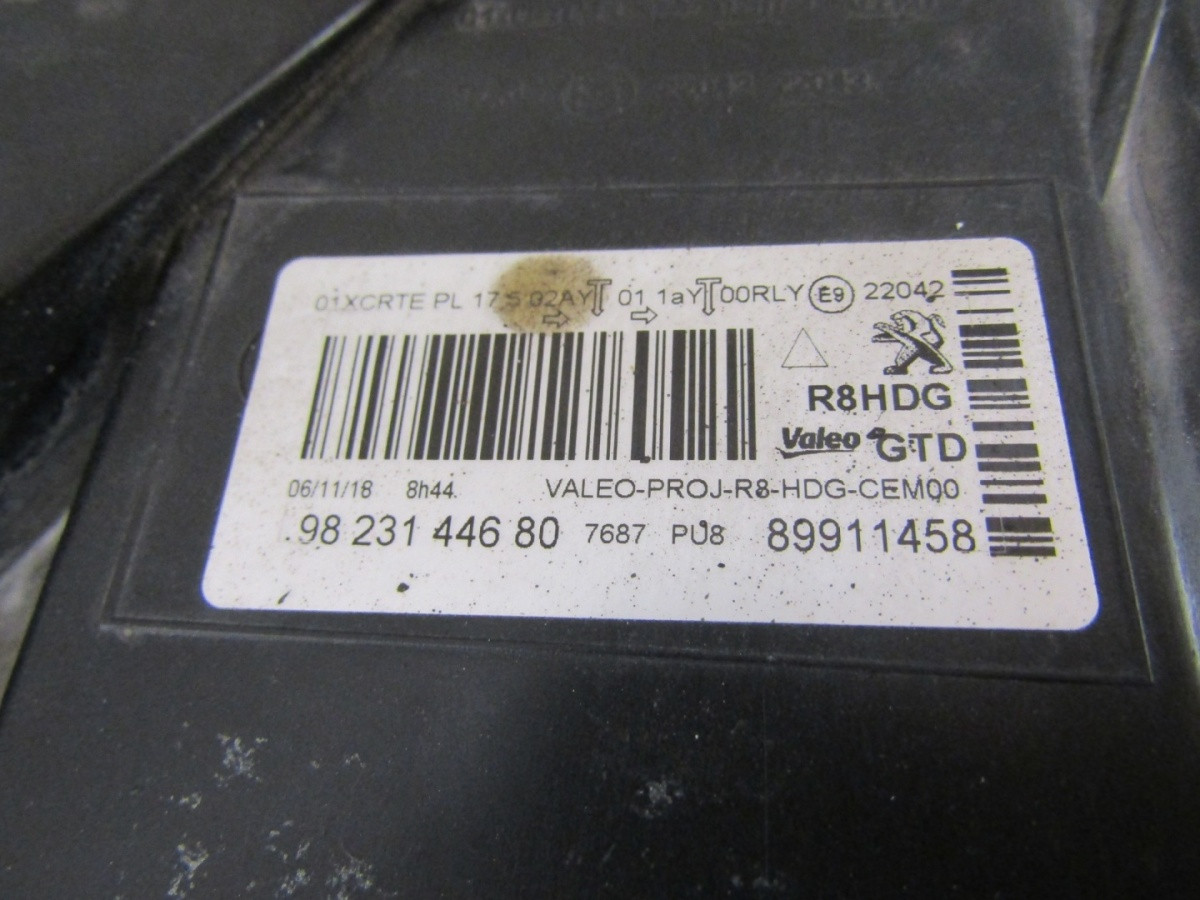 01XCRTE PL 17.5 02AY 01 1aY 00RLY E9 22042
R8HDG
Valeo GTD
06/11/18 8h44 VALEO-PROJ-R8-HDG-CEM00
98 231 446 80 7687 PU8 89911458